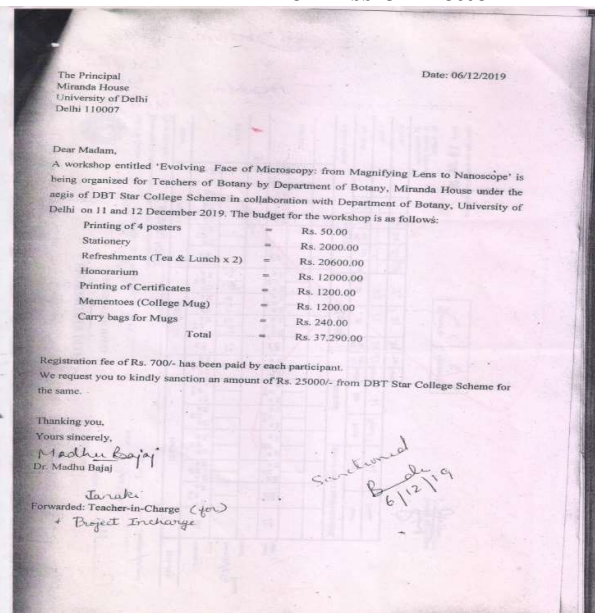 The Principal
Date: 06/12/2019
Miranda House
University of Delhi
Delhi 110007
Dear Madam,
A workshop entitled 'Evolving Face of Microscopy: from Magnifying Lens to Nanoscope' is
being organized for Teachers of Botany by Department of Botany, Miranda House under the
aegis of DBT Star College Scheme in collaboration with Department of Botany, University of
Delhi on 11 and 12 December 2019. The budget for the workshop is as follows:
Printing of 4 posters = Rs. 50.00
Stationery = Rs. 2000.00
Refreshments (Tea & Lunch x 2) = Rs. 20600.00
Honorarium = Rs. 12000.00
Printing of Certificates = Rs. 1200.00
Mementoes (College Mug) = Rs. 1200.00
Carry bags for Mugs = Rs. 240.00
Total = Rs. 37,290.00
Registration fee of Rs. 700/- has been paid by each participant.
We request you to kindly sanction an amount of Rs. 25000/- from DBT Star College Scheme for
the same.
Thanking you,
Yours sincerely,
Madhu Bajaj
Dr. Madhu Bajaj
Sanctioned
6/12/19
Janaki
Forwarded: Teacher-in-Charge (for)
Project Incharge